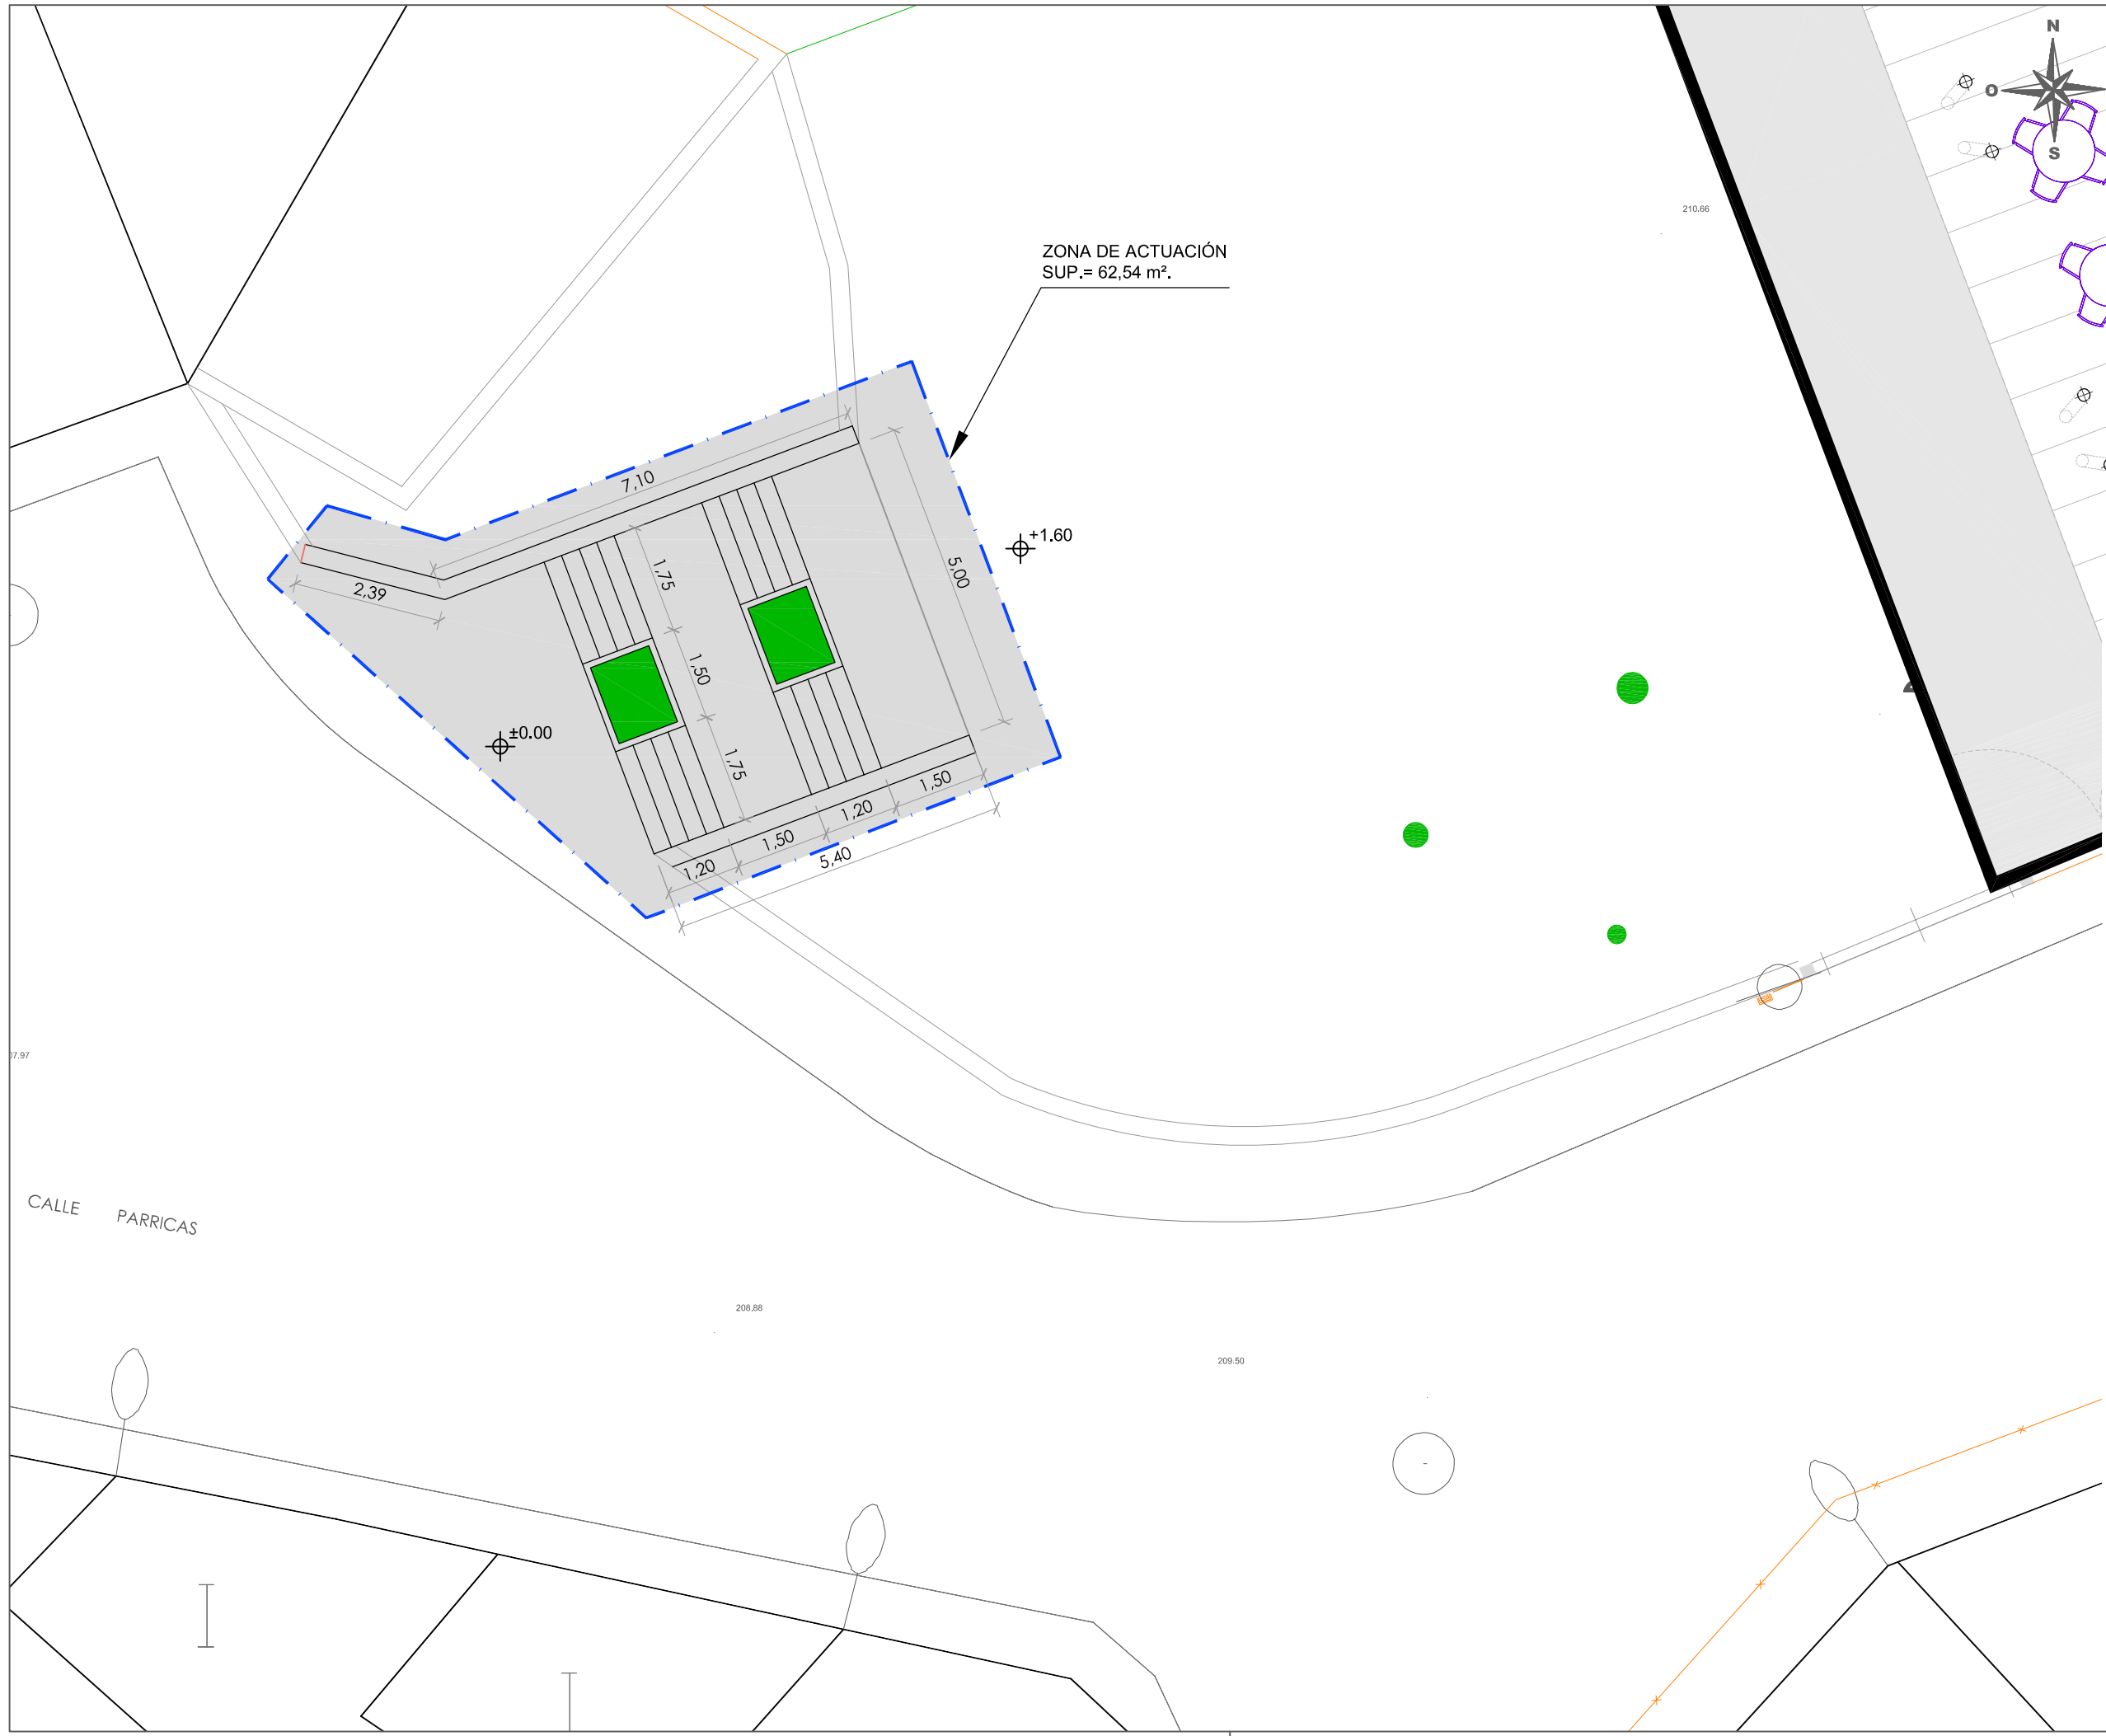 N
O
S
210.66
ZONA DE ACTUACIÓN
SUP.= 62,54 m².
7,10
+1.60
1,75
5,00
2,39
1,50
±0.00
1,75
1,50
1,20
1,50
5,40
1,20
07.97
CALLE PARRICAS
208,88
209.50